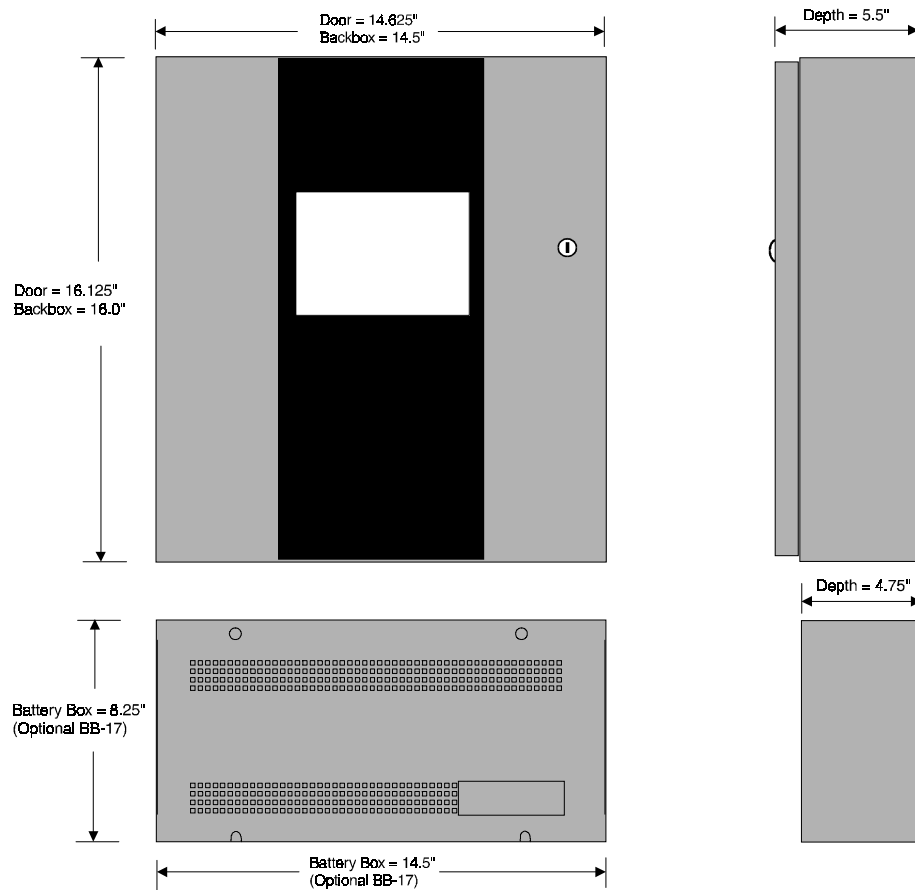 Door = 14.625"
Backbox = 14.5"
Depth = 5.5"
Door = 16.125"
Backbox = 16.0"
Depth = 4.75"
Battery Box = 8.25"
(Optional BB-17)
Battery Box = 14.5"
(Optional BB-17)